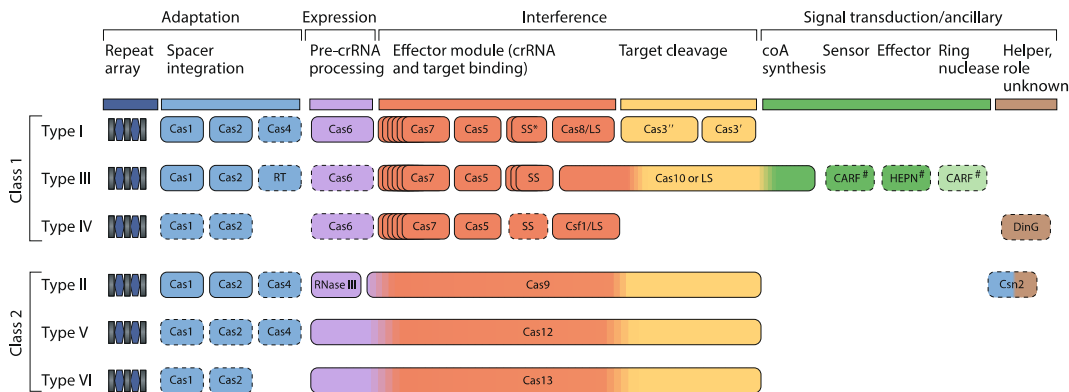 Adaptation Expression Interference Signal transduction/ancillary
Repeat array
Spacer integration
Pre-crRNA processing
Effector module (crRNA and target binding)
Target cleavage
coA synthesis
Sensor
Effector
Ring nuclease
Helper, role unknown
Class 1
Type I Cas1 Cas2 Cas4 Cas6 Cas7 Cas5 SS* Cas8/LS Cas3′′ Cas3′
Type III Cas1 Cas2 RT Cas6 Cas7 Cas5 SS Cas10 or LS CARF# HEPN# CARF#
Type IV Cas1 Cas2 Cas6 Cas7 Cas5 SS Csf1/LS DinG
Class 2
Type II Cas1 Cas2 Cas4 RNase III Cas9 Csn2
Type V Cas1 Cas2 Cas4 Cas12
Type VI Cas1 Cas2 Cas13